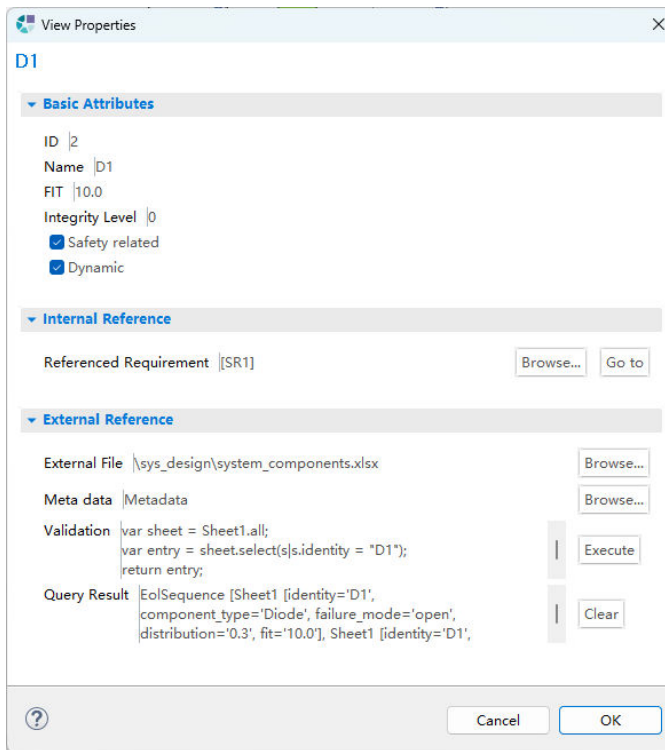 View Properties
D1
Basic Attributes
ID 2
Name D1
FIT 10.0
Integrity Level 0
Safety related
Dynamic
Internal Reference
Referenced Requirement [SR1] Browse... Go to
External Reference
External File \sys_design\system_components.xlsx Browse...
Meta data Metadata Browse...
Validation var sheet = Sheet1.all;
var entry = sheet.select(s|s.identity = "D1");
return entry;
Execute
Query Result EolSequence [Sheet1 [identity='D1',
component_type='Diode', failure_mode='open',
distribution='0.3', fit='10.0'], Sheet1 [identity='D1',
Clear
? Cancel OK